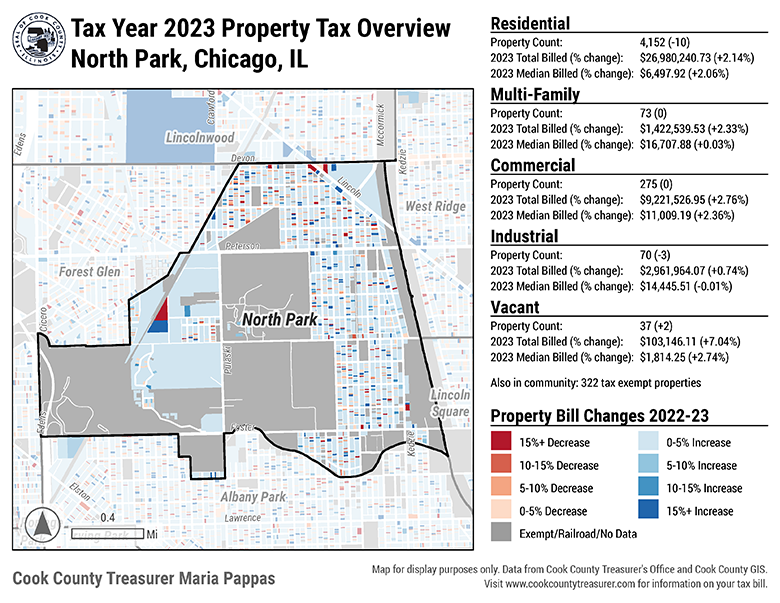 SEAL OF COOK COUNTY
ILLINOIS
Tax Year 2023 Property Tax Overview
North Park, Chicago, IL
Residential
Property Count: 4,152 (-10)
2023 Total Billed (% change): $26,980,240.73 (+2.14%)
2023 Median Billed (% change): $6,497.92 (+2.06%)
Multi-Family
Property Count: 73 (0)
2023 Total Billed (% change): $1,422,539.53 (+2.33%)
2023 Median Billed (% change): $16,707.88 (+0.03%)
Commercial
Property Count: 275 (0)
2023 Total Billed (% change): $9,221,526.95 (+2.76%)
2023 Median Billed (% change): $11,009.19 (+2.36%)
Industrial
Property Count: 70 (-3)
2023 Total Billed (% change): $2,961,964.07 (+0.74%)
2023 Median Billed (% change): $14,445.51 (-0.01%)
Vacant
Property Count: 37 (+2)
2023 Total Billed (% change): $103,146.11 (+7.04%)
2023 Median Billed (% change): $1,814.25 (+2.74%)
Also in community: 322 tax exempt properties
Property Bill Changes 2022-23
15%+ Decrease
10-15% Decrease
5-10% Decrease
0-5% Decrease
Exempt/Railroad/No Data
0-5% Increase
5-10% Increase
10-15% Increase
15%+ Increase
Edens
Crawford
Lincolnwood
Mccormick
Devon
Kedzie
Lincoln
West Ridge
Peterson
Forest Glen
Cicero
North Park
Pulaski
Lincoln
Square
Edens
Foster
Kedzie
Elston
Albany Park
Lawrence
Irving Park
0.4
Mi
Cook County Treasurer Maria Pappas
Map for display purposes only. Data from Cook County Treasurer's Office and Cook County GIS.
Visit www.cookcountytreasurer.com for information on your tax bill.